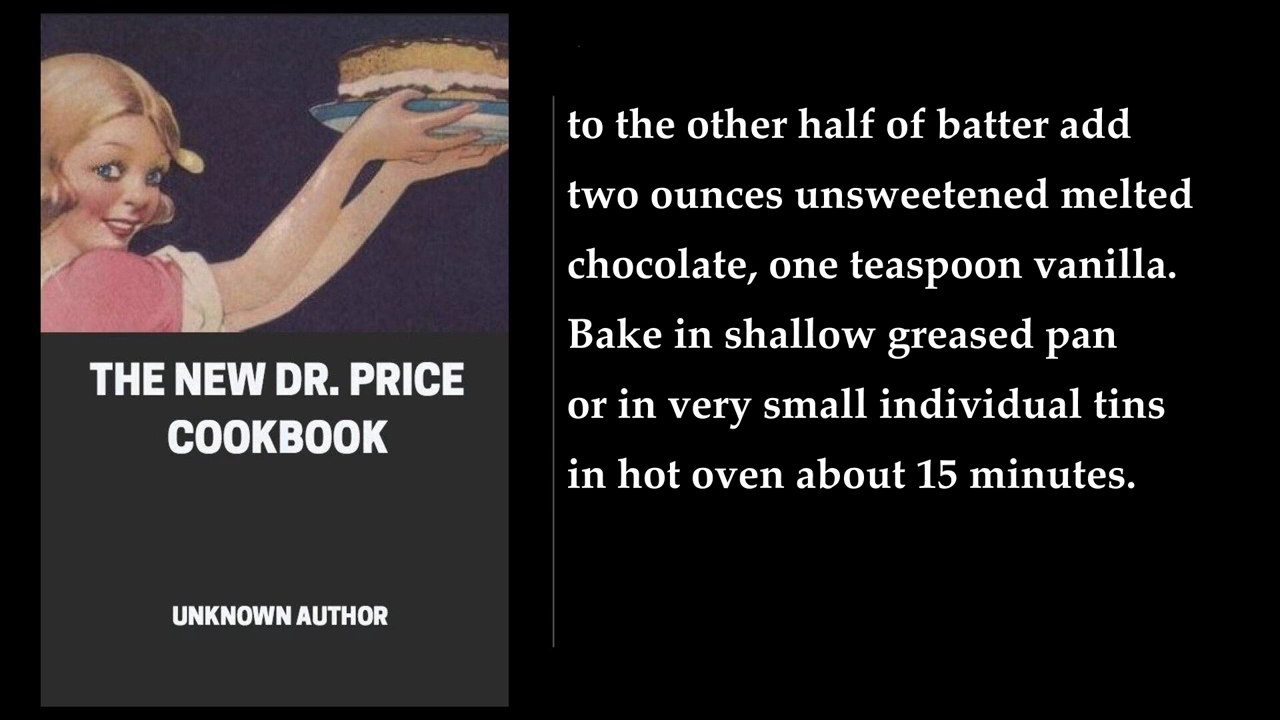 THE NEW DR. PRICE
COOKBOOK
UNKNOWN AUTHOR
to the other half of batter add
two ounces unsweetened melted
chocolate, one teaspoon vanilla.
Bake in shallow greased pan
or in very small individual tins
in hot oven about 15 minutes.